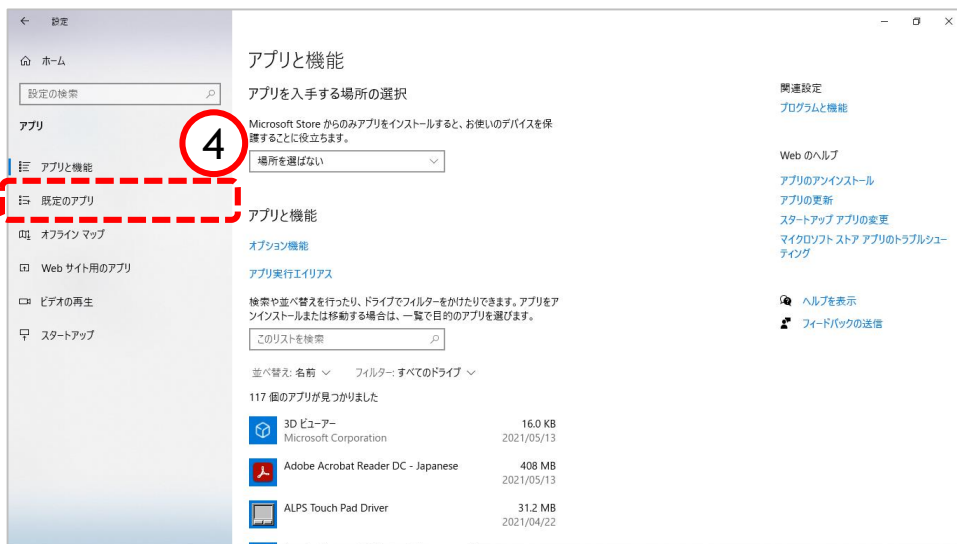 設定
ホーム
設定の検索
アプリ
アプリと機能
既定のアプリ
オフライン マップ
Web サイト用のアプリ
ビデオの再生
スタートアップ
4
アプリと機能
アプリを入手する場所の選択
Microsoft Store からのみアプリをインストールすると、お使いのデバイスを保
護することに役立ちます。
場所を選ばない
アプリと機能
オプション機能
アプリ実行エイリアス
検索や並べ替えを行ったり、ドライブでフィルターをかけたりできます。アプリをア
ンインストールまたは移動する場合は、一覧で目的のアプリを選びます。
このリストを検索
並べ替え: 名前 フィルター: すべてのドライブ
117 個のアプリが見つかりました
3D ビューアー 16.0 KB
Microsoft Corporation 2021/05/13
Adobe Acrobat Reader DC - Japanese 408 MB
2021/05/13
ALPS Touch Pad Driver 31.2 MB
2021/04/22
関連設定
プログラムと機能
Web のヘルプ
アプリのアンインストール
アプリの更新
スタートアップ アプリの変更
マイクロソフト ストア アプリのトラブルシュー
ティング
ヘルプを表示
フィードバックの送信